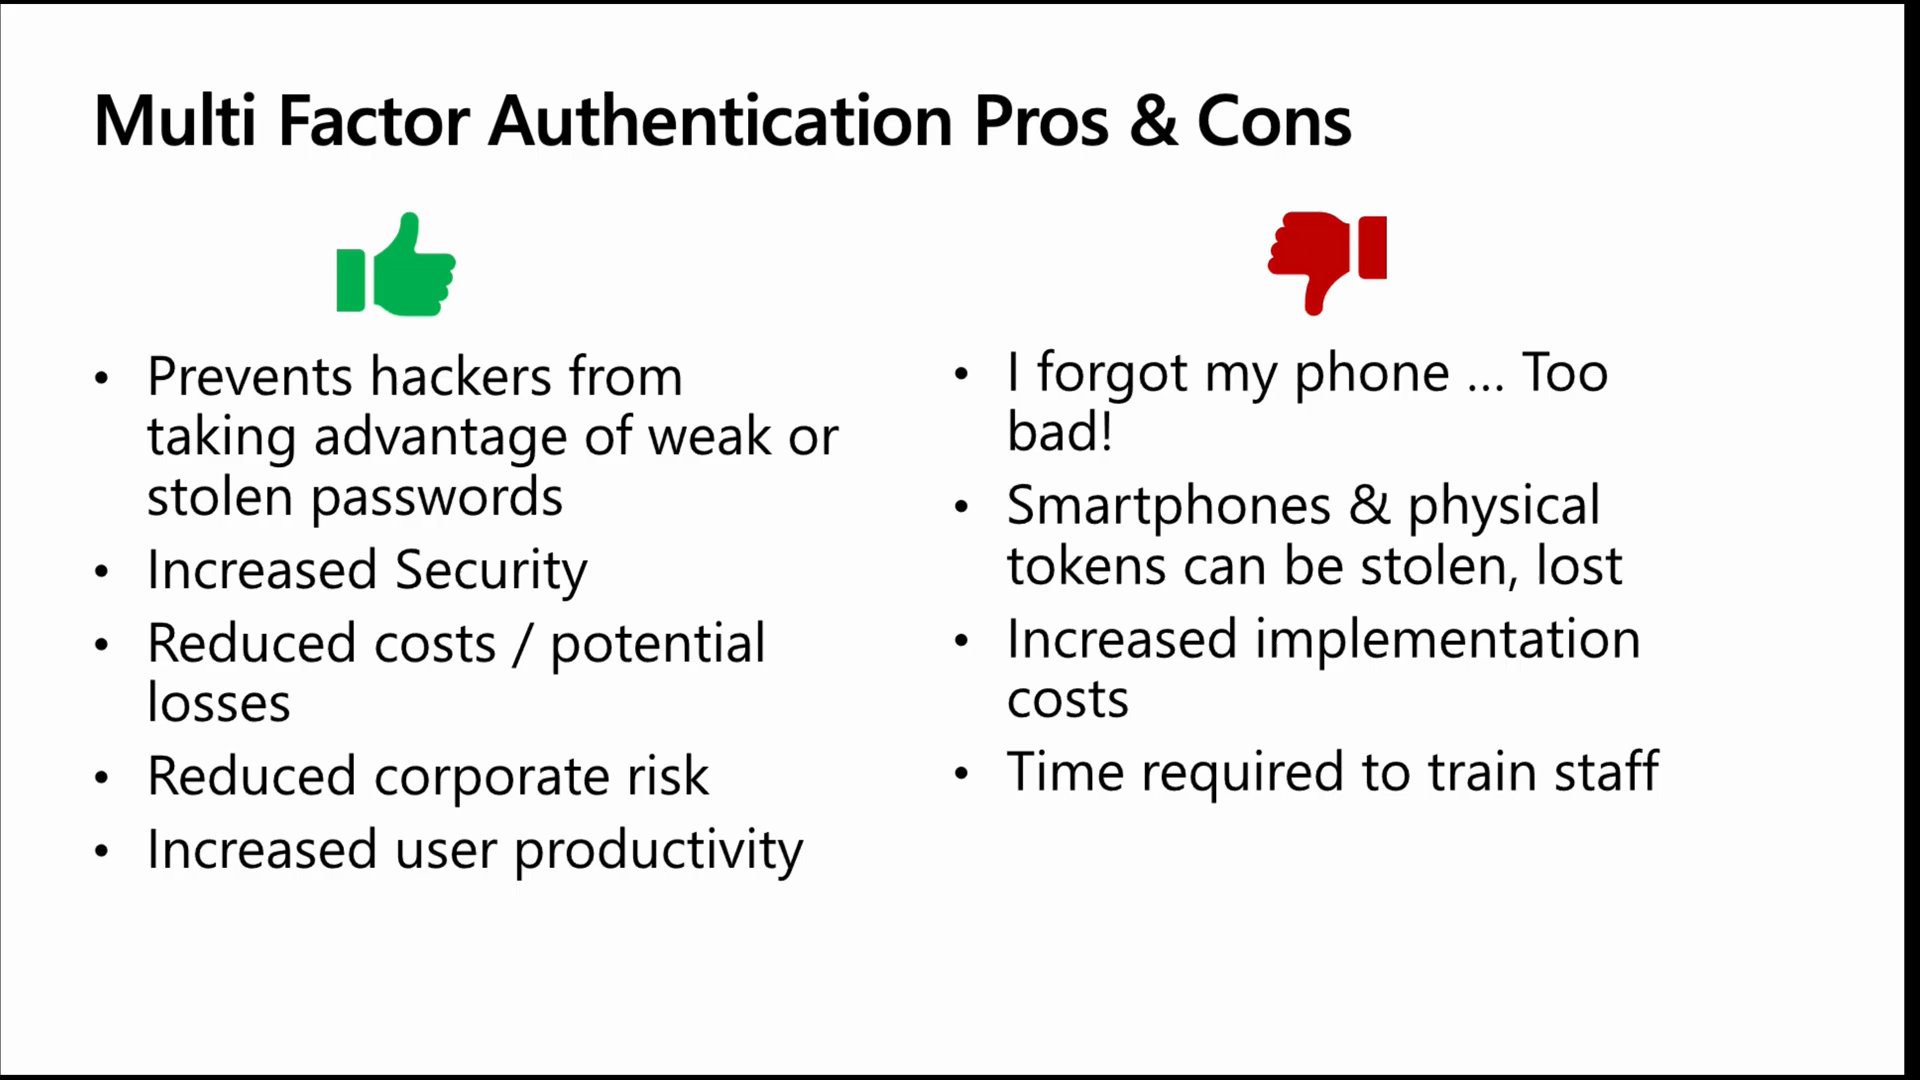 Multi Factor Authentication Pros & Cons
• Prevents hackers from
taking advantage of weak or
stolen passwords
• Increased Security
• Reduced costs / potential
losses
• Reduced corporate risk
• Increased user productivity
• I forgot my phone ... Too
bad!
• Smartphones & physical
tokens can be stolen, lost
• Increased implementation
costs
• Time required to train staff